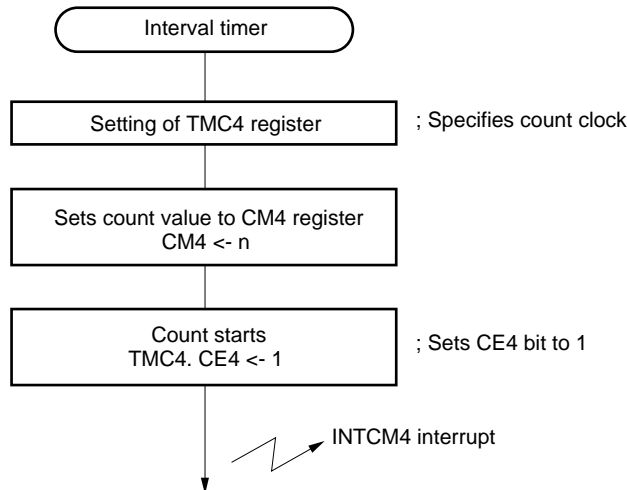 Interval timer
Setting of TMC4 register
; Specifies count clock
Sets count value to CM4 register
CM4 <- n
Count starts
TMC4. CE4 <- 1
; Sets CE4 bit to 1
INTCM4 interrupt